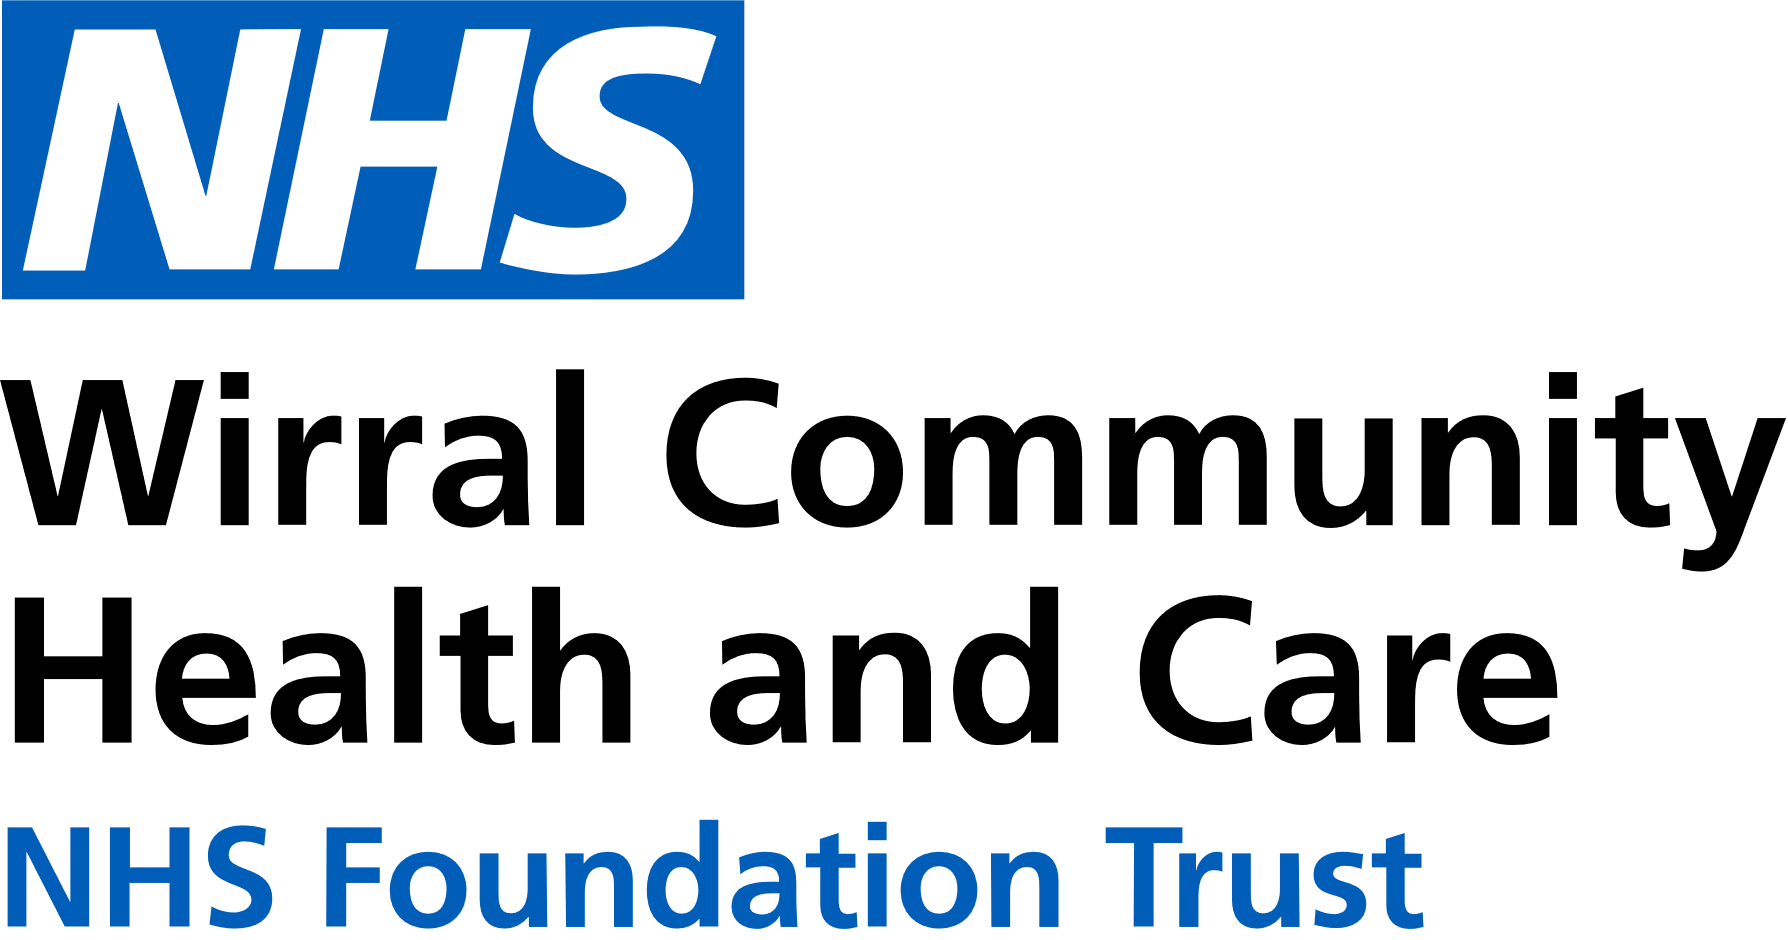 NHS
Wirral Community
Health and Care
NHS Foundation Trust